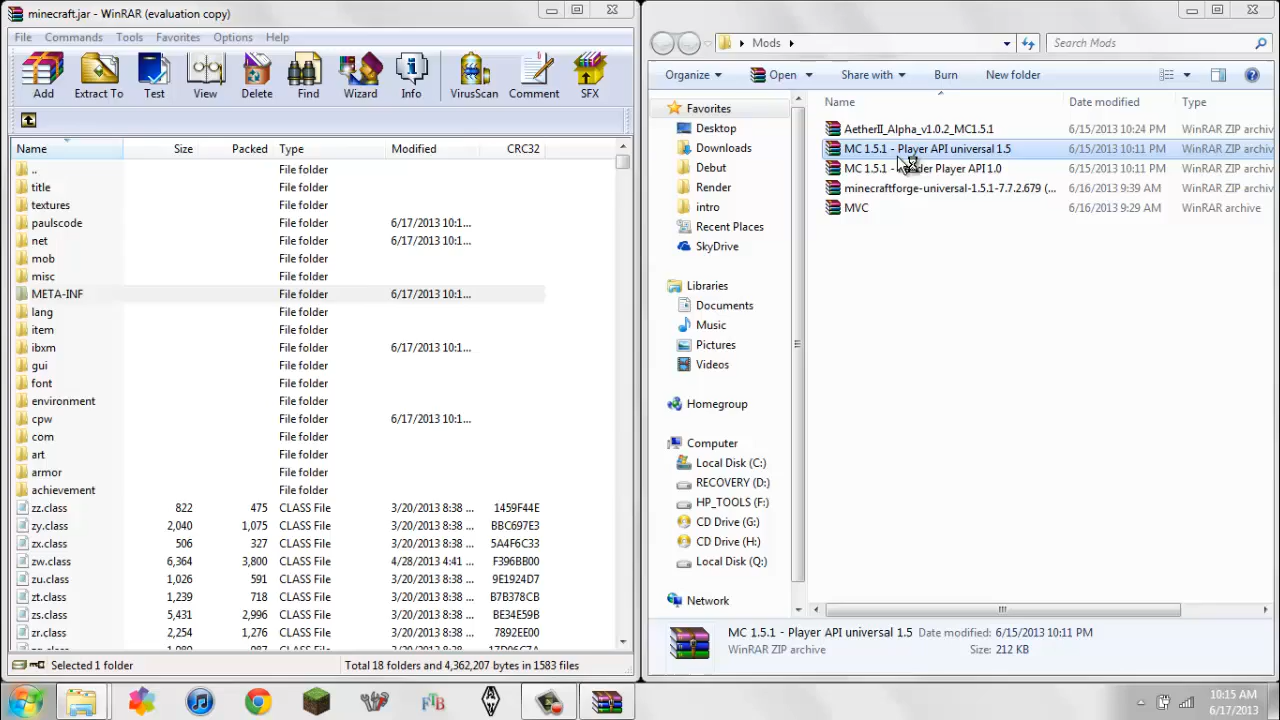 minecraft.jar - WinRAR (evaluation copy)
File Commands Tools Favorites Options Help
Add Extract To Test View Delete Find Wizard Info VirusScan Comment SFX
Name Size Packed Type Modified CRC32
.. File folder
title File folder
textures File folder
paulscode File folder 6/17/2013 10:1...
net File folder 6/17/2013 10:1...
mob File folder
misc File folder
META-INF File folder 6/17/2013 10:1...
lang File folder
item File folder
ibxm File folder 6/17/2013 10:1...
gui File folder
font File folder
environment File folder
cpw File folder 6/17/2013 10:1...
com File folder
art File folder
armor File folder
achievement File folder
zz.class 822 475 CLASS File 3/20/2013 8:38 ... 1459F44E
zy.class 2,040 1,075 CLASS File 3/20/2013 8:38 ... BBC697E3
zx.class 506 327 CLASS File 3/20/2013 8:38 ... 5A4F6C33
zw.class 6,364 3,800 CLASS File 4/28/2013 4:41 ... F396BB00
zu.class 1,026 591 CLASS File 3/20/2013 8:38 ... 9E1924D7
zt.class 1,239 718 CLASS File 3/20/2013 8:38 ... B7B378CB
zs.class 5,431 2,996 CLASS File 3/20/2013 8:38 ... BE34E59B
zr.class 2,254 1,276 CLASS File 3/20/2013 8:38 ... 7892EE00
Selected 1 folder Total 18 folders and 4,362,207 bytes in 1583 files
Mods
Search Mods
Organize Open Share with Burn New folder
Favorites
Desktop
Downloads
Debut
Render
intro
Recent Places
SkyDrive
Libraries
Documents
Music
Pictures
Videos
Homegroup
Computer
Local Disk (C:)
RECOVERY (D:)
HP_TOOLS (F:)
CD Drive (G:)
CD Drive (H:)
Local Disk (Q:)
Network
Name Date modified Type
AetherII_Alpha_v1.0.2_MC1.5.1 6/15/2013 10:24 PM WinRAR ZIP archiv
MC 1.5.1 - Player API universal 1.5 6/15/2013 10:11 PM WinRAR ZIP archiv
MC 1.5.1 - der Player API 1.0 6/15/2013 10:11 PM WinRAR ZIP archiv
minecraftforge-universal-1.5.1-7.7.2.679 (... 6/16/2013 9:39 AM WinRAR ZIP archiv
MVC 6/16/2013 9:29 AM WinRAR archive
MC 1.5.1 - Player API universal 1.5 Date modified: 6/15/2013 10:11 PM
WinRAR ZIP archive Size: 212 KB
FTB
10:15 AM
6/17/2013